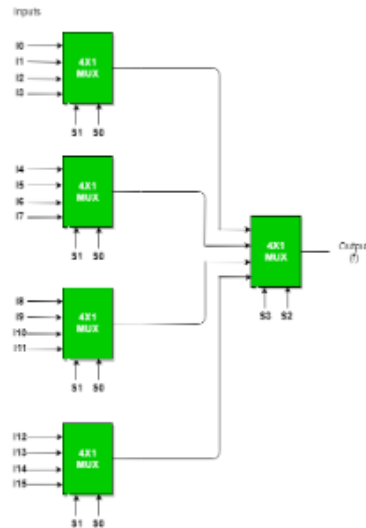 Inputs
I0
I1
I2
I3
4X1
MUX
S1 S0
I4
I5
I6
I7
4X1
MUX
S1 S0
4X1
MUX
Output
(f)
S3 S2
I8
I9
I10
I11
4X1
MUX
S1 S0
I12
I13
I14
I15
4X1
MUX
S1 S0